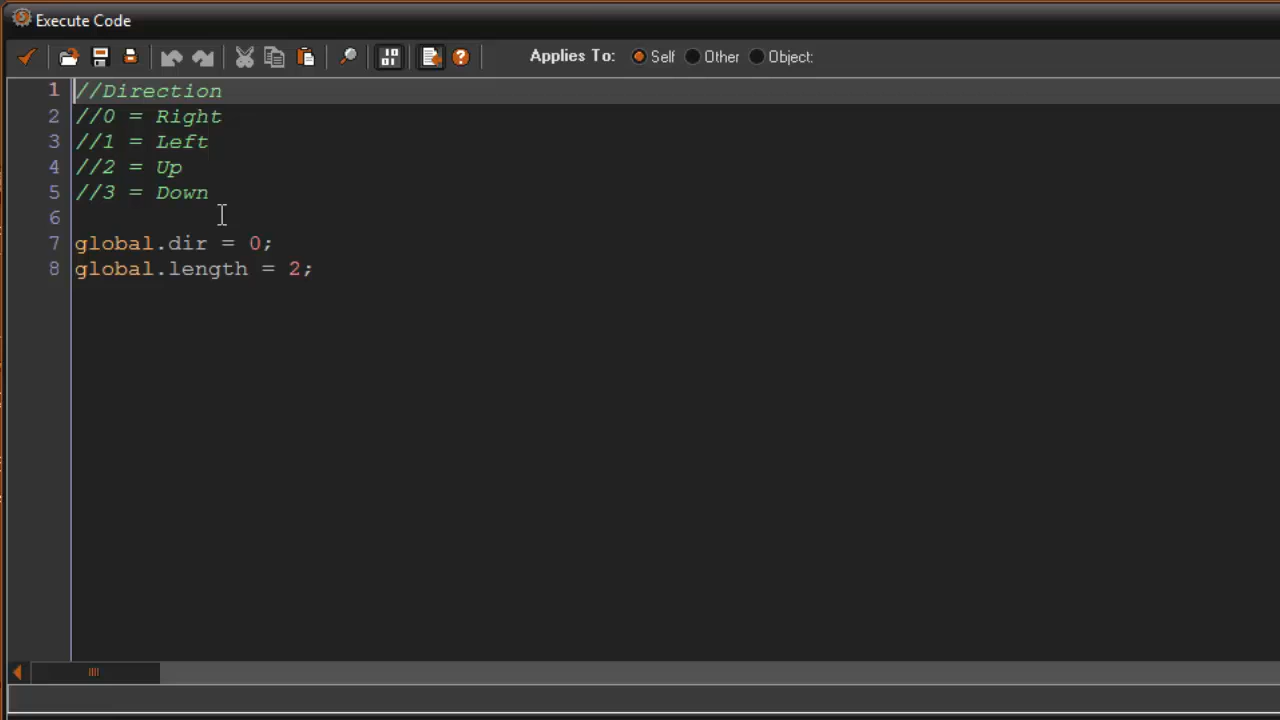 Execute Code
Applies To: Self Other Object:
1 //Direction
2 //0 = Right
3 //1 = Left
4 //2 = Up
5 //3 = Down
6
7 global.dir = 0;
8 global.length = 2;